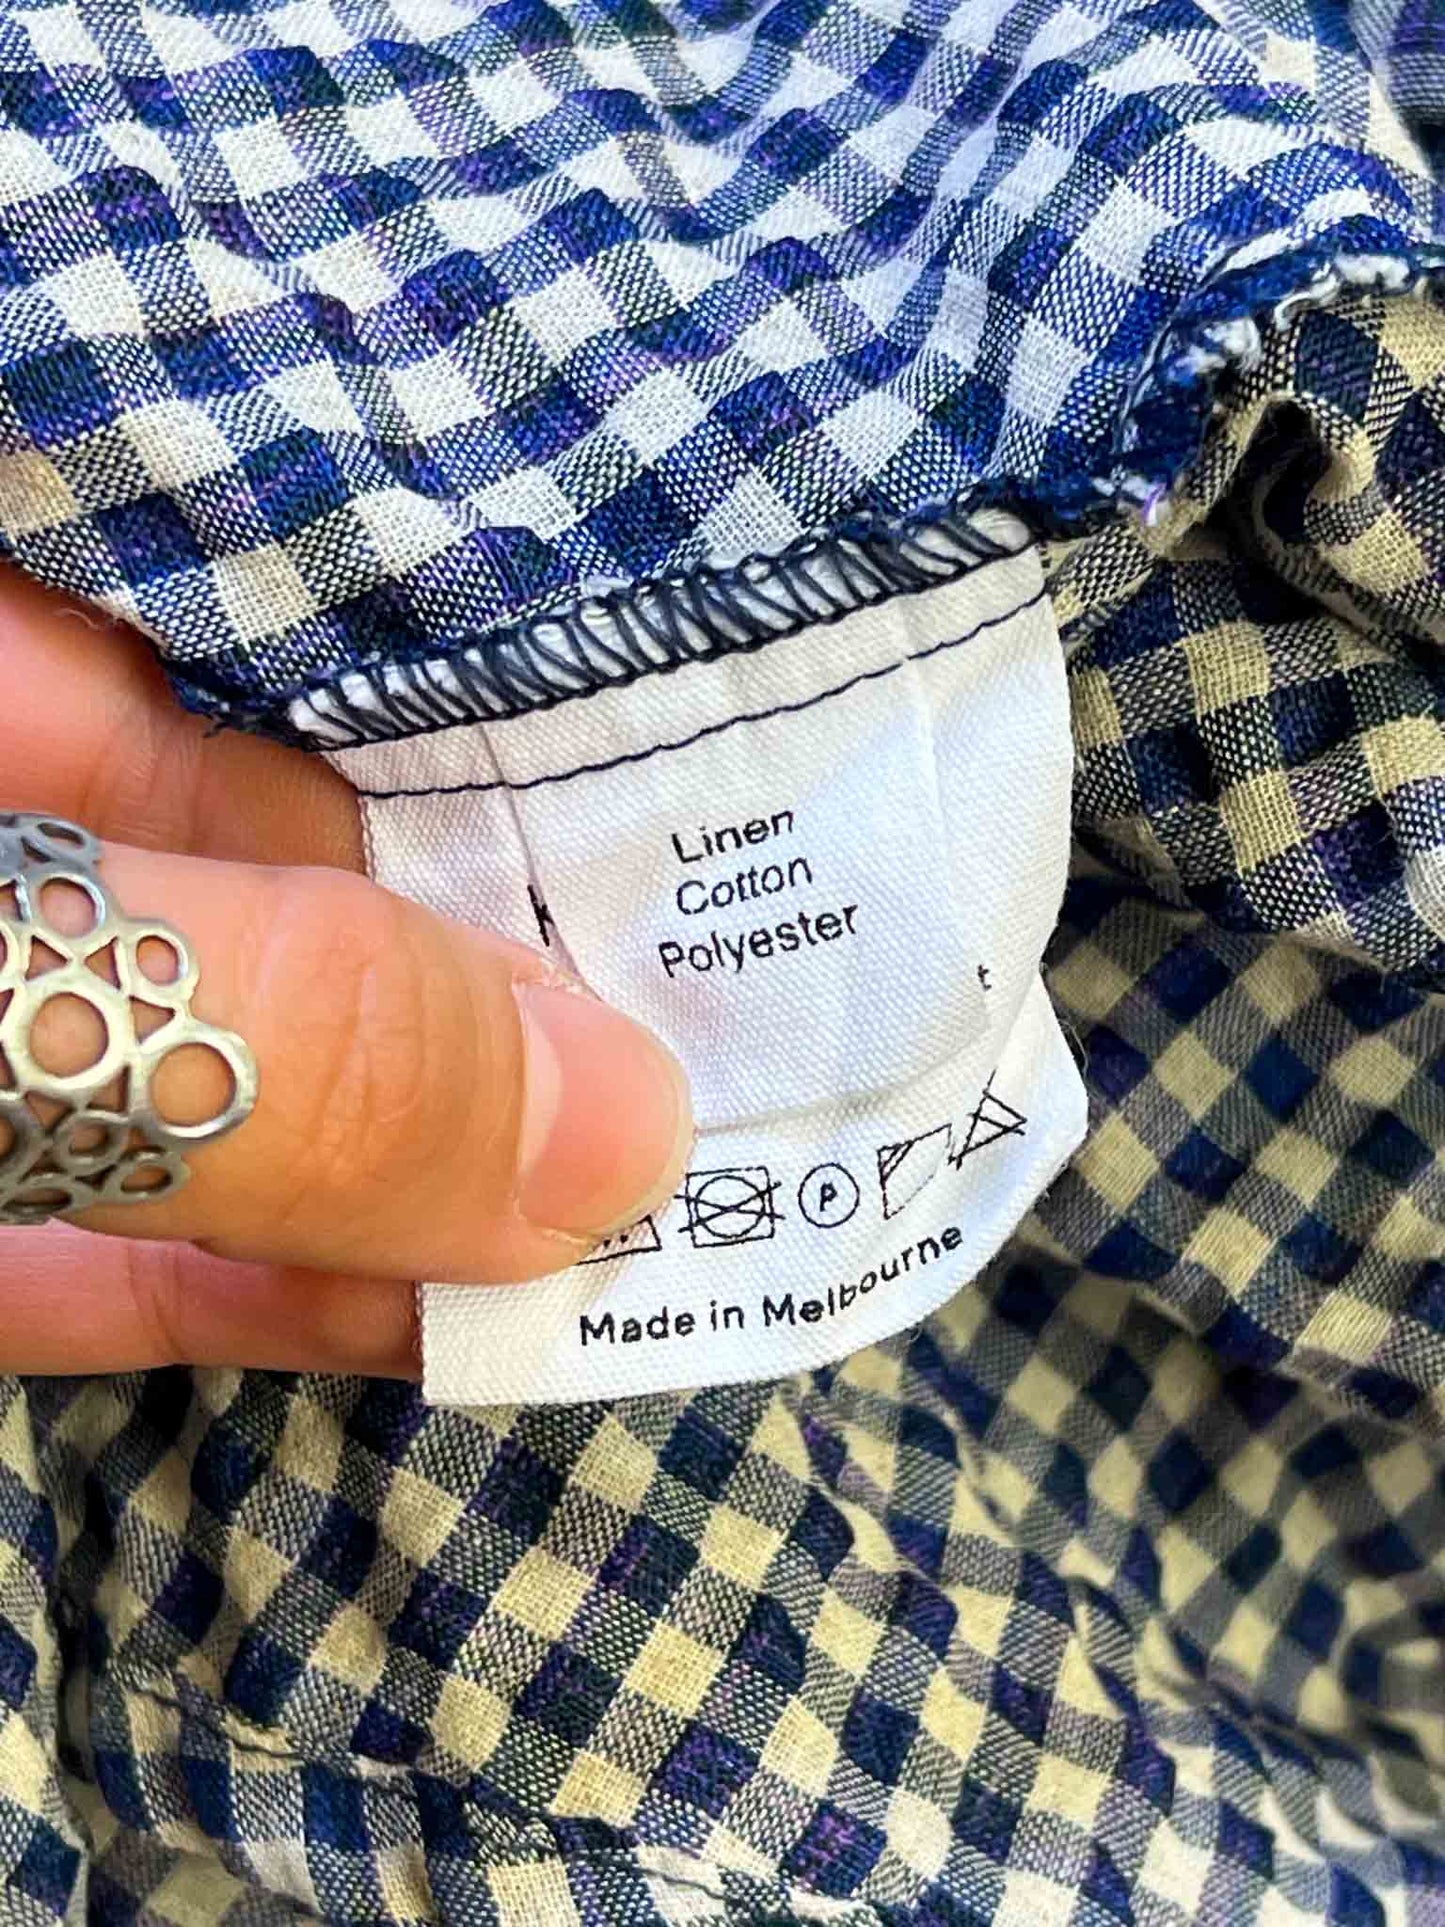 Linen
Cotton
Polyester
t
P
Made in Melbourne